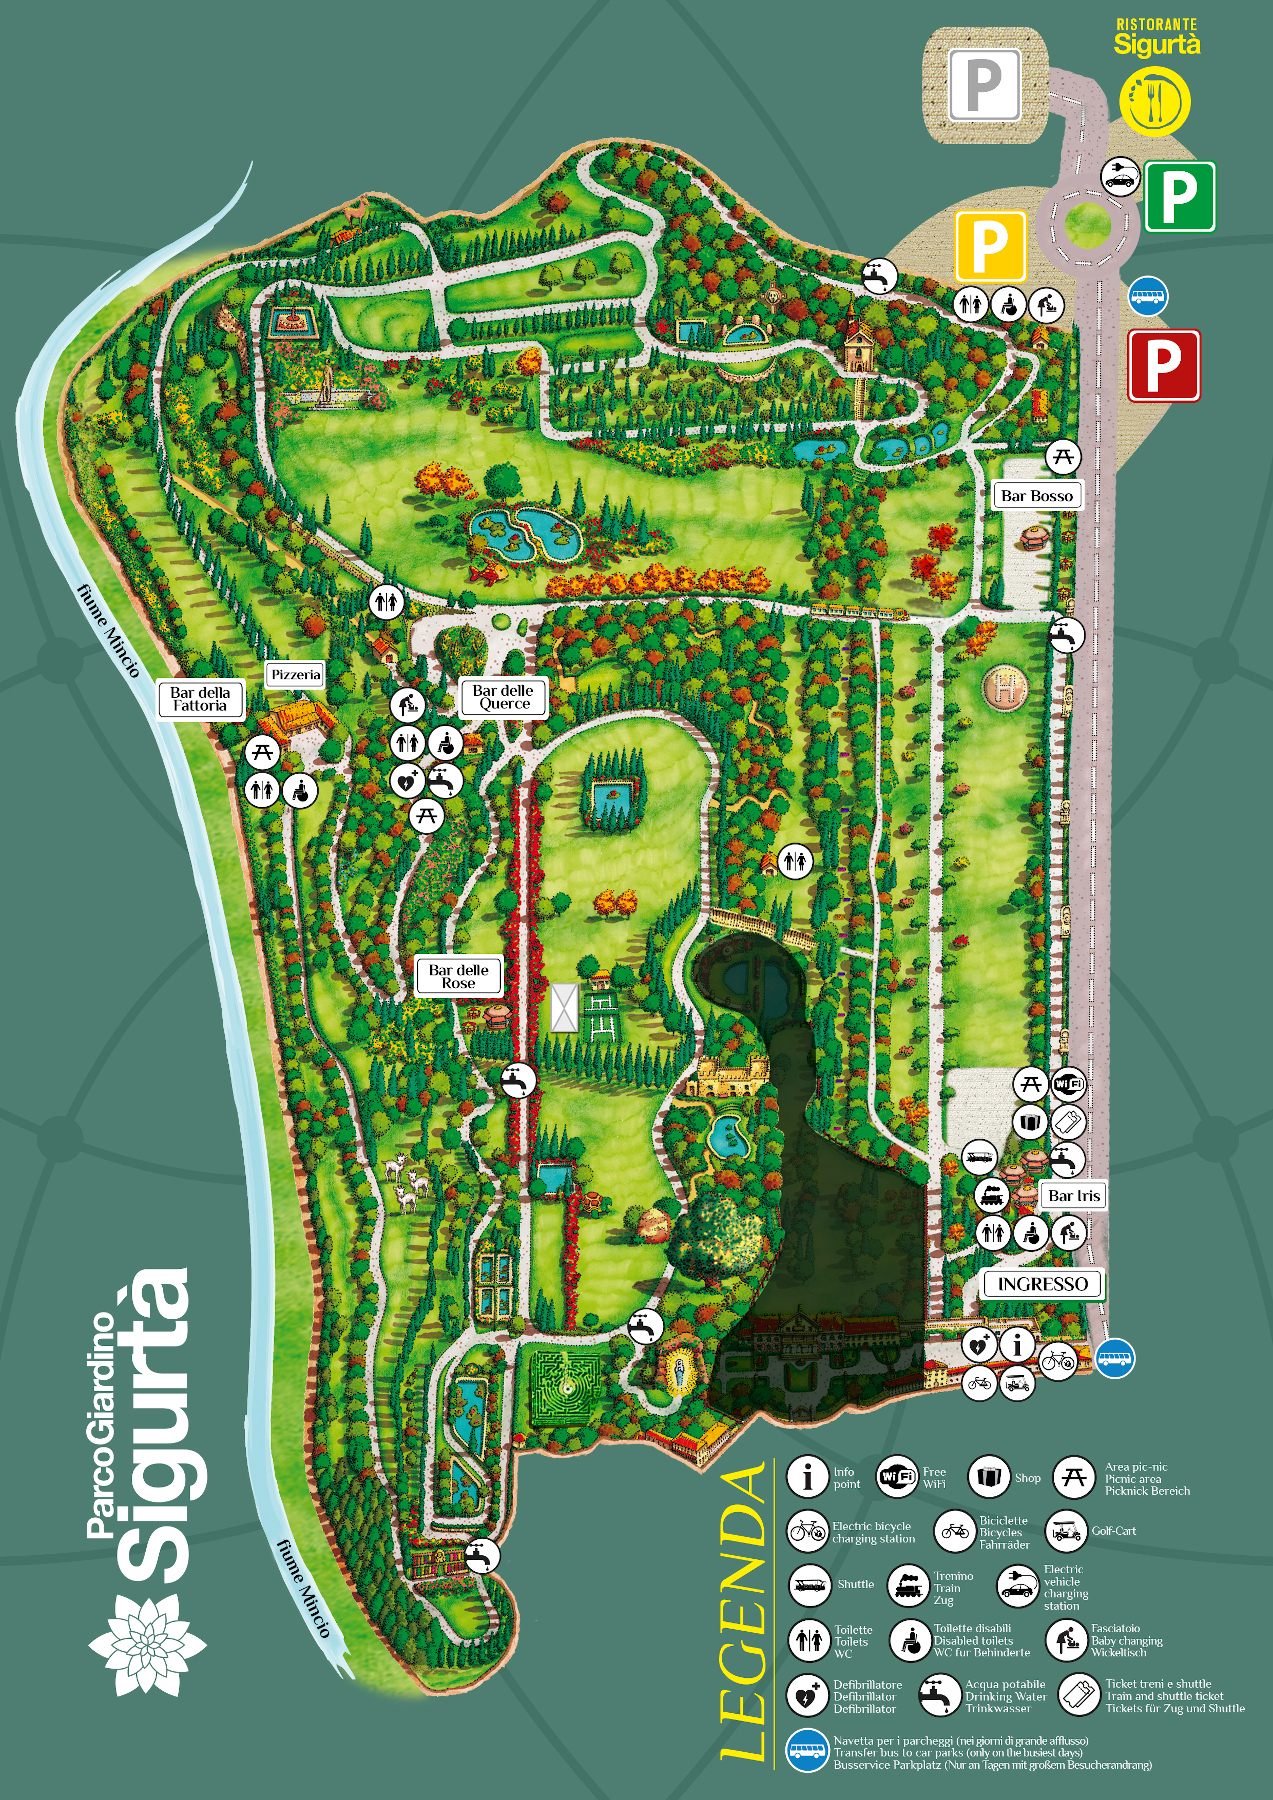 RISTORANTE
Sigurtà
P
P
P
P
Bar Bosso
H
fiume Mincio
Pizzeria
Bar della
Fattoria
Bar delle
Querce
Bar delle
Rose
WiFi
Bar Iris
INGRESSO
i
ParcoGiardino
Sigurtà
fiume Mincio
LEGENDA
i
Info
point
WiFi
Free
WiFi
Shop
Area pic-nic
Picnic area
Picknick Bereich
Electric bicycle
charging station
Biciclette
Bicycles
Fahrräder
Golf-Cart
Shuttle
Trenino
Train
Zug
Electric
vehicle
charging
station
Toilette
Toilets
WC
Toilette disabili
Disabled toilets
WC fur Behinderte
Fasciatoio
Baby changing
Wickeltisch
Defibrillatore
Defibrillator
Defibrillator
Acqua potabile
Drinking Water
Trinkwasser
Ticket treni e shuttle
Train and shuttle ticket
Tickets für Zug und Shuttle
Navetta per i parcheggi (nei giorni di grande afflusso)
Transfer bus to car parks (only on the busiest days)
Busservice Parkplatz (Nur an Tagen mit großem Besucherandrang)